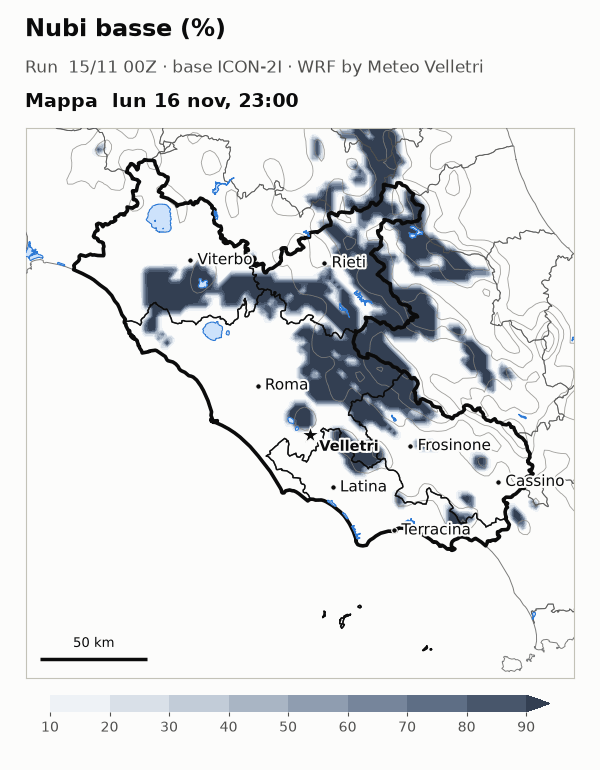 Nubi basse (%)
Run  15/11 00Z · base ICON-2I · WRF by Meteo Velletri
Mappa  lun 16 nov, 23:00
Viterbo
Rieti
Roma
Velletri
Frosinone
Cassino
Latina
Terracina
50 km
10 20 30 40 50 60 70 80 90